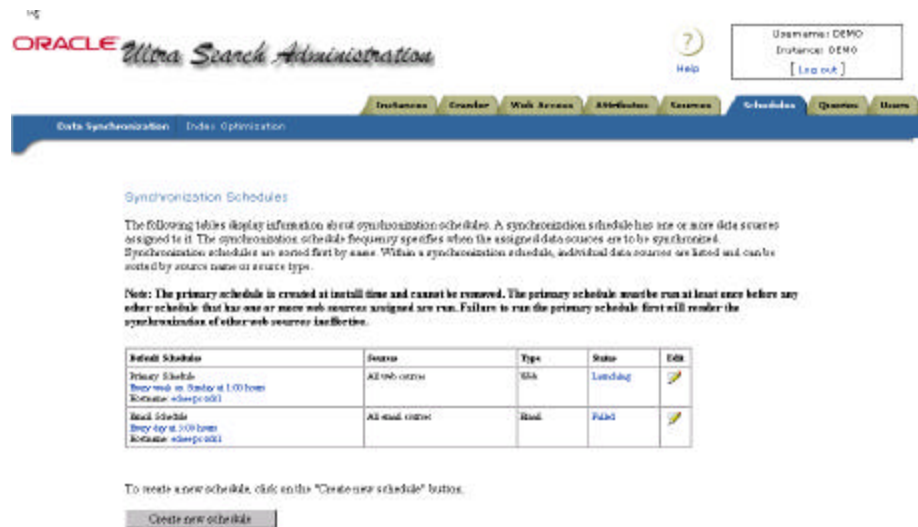 ORACLE Ultra Search Administration
?
Help
Username: DEMO
Instance: DEMO
[Log out]
Instances Crawler Web Access Attributes Sources Schedules Queries Users
Data Synchronization Index Optimization
Synchronization Schedules
The following tables display information about synchronization schedules. A synchronization schedule has one or more data sources
assigned to it. The synchronization schedule frequency specifies when the assigned data sources are to be synchronized.
Synchronization schedules are sorted first by name. Within a synchronization schedule, individual data sources are listed and can be
sorted by source name or source type.
Note: The primary schedule is created at install time and cannot be removed. The primary schedule must be run at least once before any
other schedule that has one or more web sources assigned are run. Failure to run the primary schedule first will render the
synchronization of other web sources ineffective.
Default Schedules Sources Type Status Edit
Primary Schedule All web sources Web Launching
Every week on Sunday at 1:00 hours
Hostname:
Email Schedule All email sources Email Failed
Every day at hours
Hostname:
To create a new schedule, click on the "Create new schedule" button.
Create new schedule